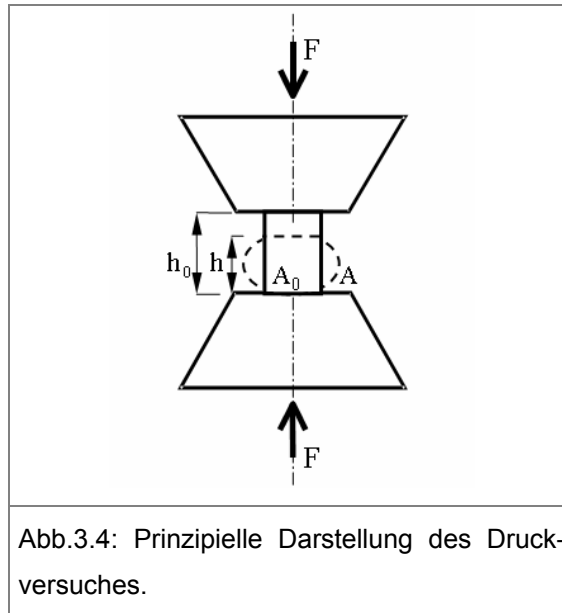 F
h₀ h A₀ A
F
Abb.3.4: Prinzipielle Darstellung des Druck-
versuches.